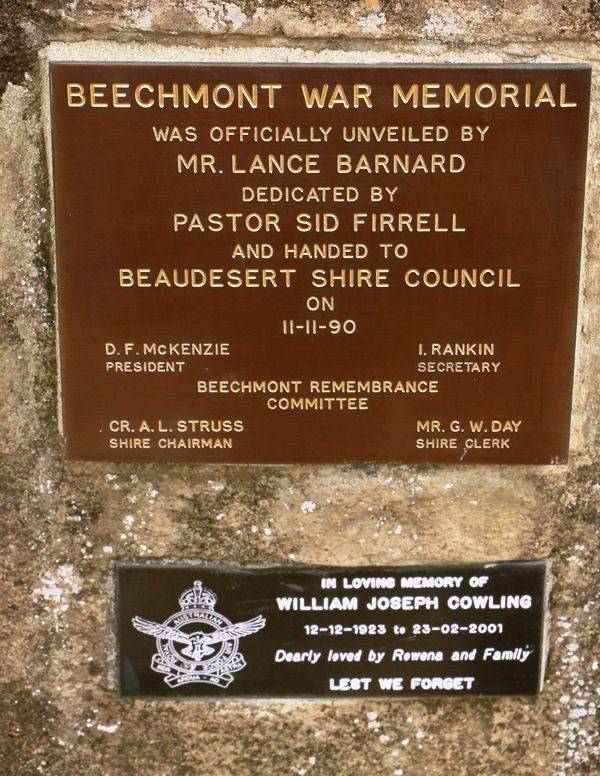 BEECHMONT WAR MEMORIAL
WAS OFFICIALLY UNVEILED BY
MR. LANCE BARNARD
DEDICATED BY
PASTOR SID FIRRELL
AND HANDED TO
BEAUDESERT SHIRE COUNCIL
ON
11-11-90
D. F. McKENZIE
PRESIDENT
I. RANKIN
SECRETARY
BEECHMONT REMEMBRANCE
COMMITTEE
CR. A. L. STRUSS
SHIRE CHAIRMAN
MR. G. W. DAY
SHIRE CLERK
AUSTRALIAN
IN LOVING MEMORY OF
WILLIAM JOSEPH COWLING
12-12-1923 to 23-02-2001
Dearly loved by Rowena and Family
LEST WE FORGET